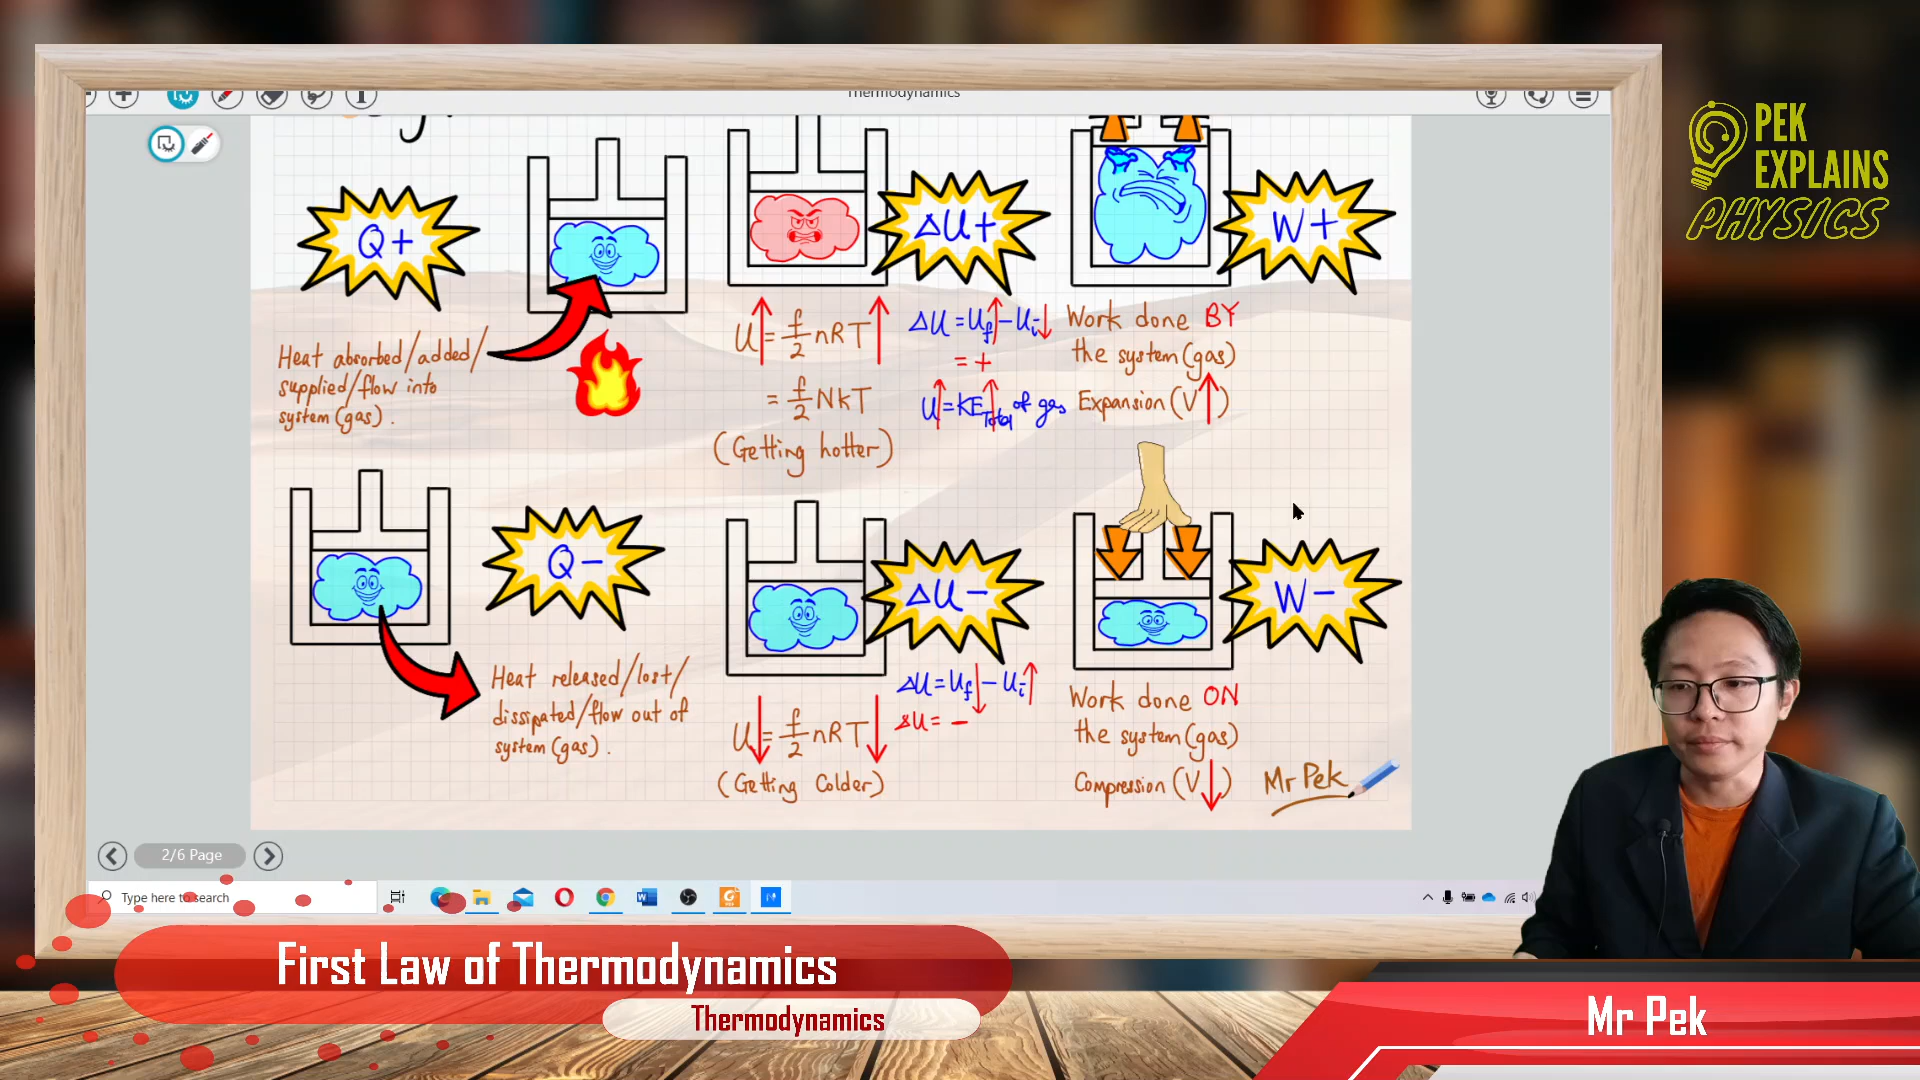 Thermodynamics
PEK
EXPLAINS
PHYSICS
Q+
ΔU+
W+
Heat absorbed/added/
supplied/flow into
system (gas).
U = f/2 nRT
= f/2 NkT
(Getting hotter)
ΔU = Uf - Ui
= +
U = KE Total of gas
Work done BY
the system (gas)
Expansion (V↑)
Q-
ΔU-
W-
Heat released/lost/
dissipated/flow out of
system (gas).
U = f/2 nRT
(Getting Colder)
ΔU = Uf - Ui
ΔU = -
Work done ON
the system (gas)
Compression (V↓)
Mr Pek
2/6 Page
Type here to search
First Law of Thermodynamics
Thermodynamics
Mr Pek